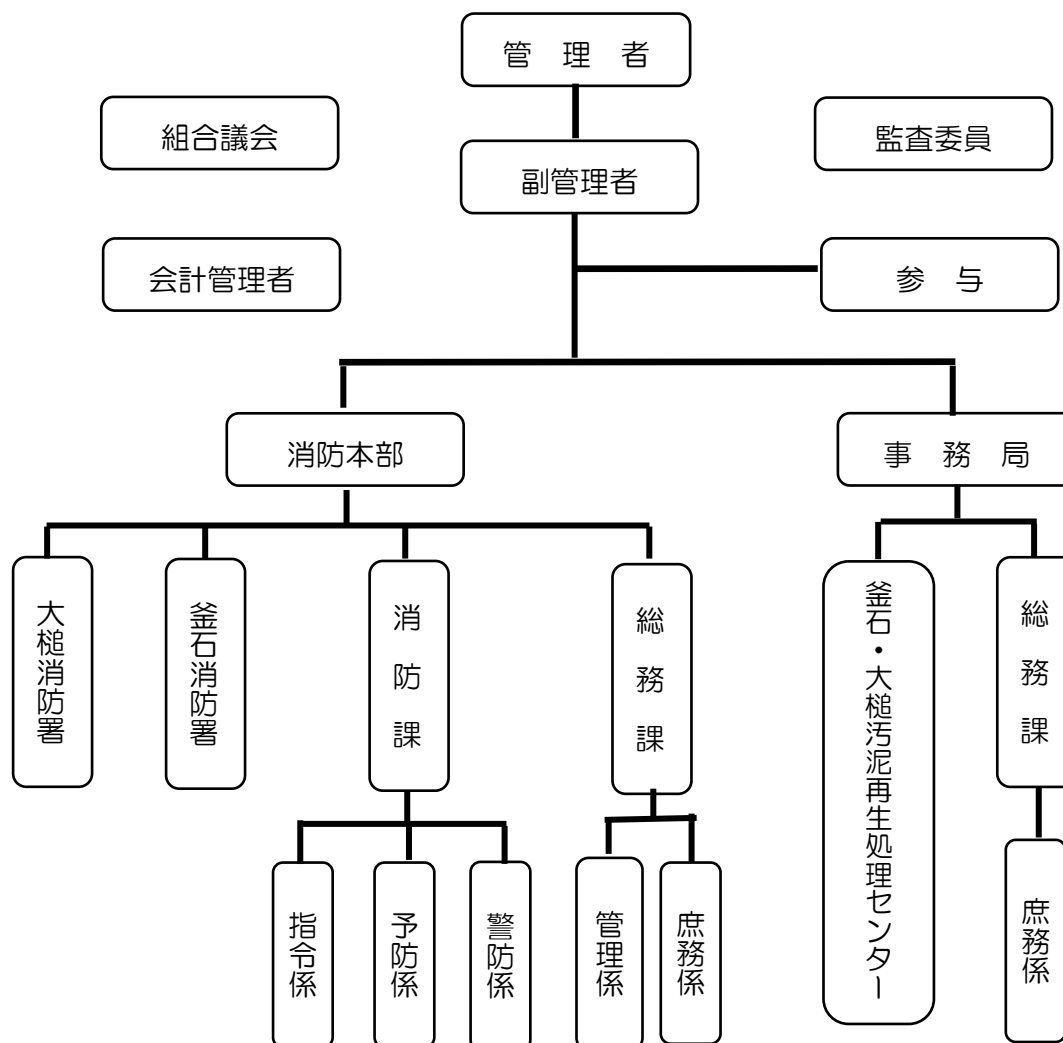 管　理　者
組合議会
監査委員
副管理者
会計管理者
参　与
消防本部
事　務　局
大槌消防署
釜石消防署
消防課
総務課
釜石・大槌汚泥再生処理センター
総務課
指令係
予防係
警防係
管理係
庶務係
庶務係